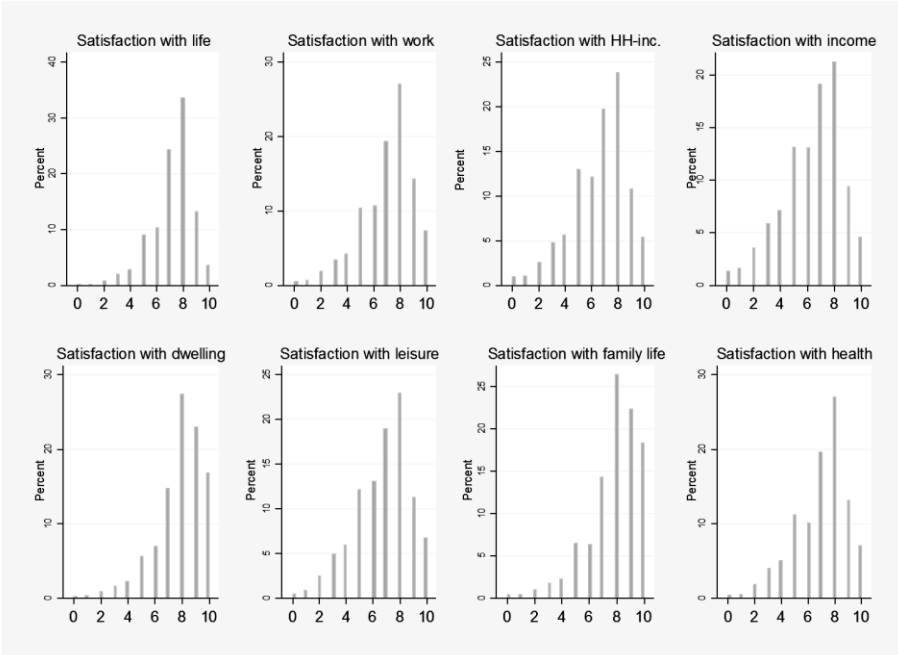 Satisfaction with life
Satisfaction with work
Satisfaction with HH-inc.
Satisfaction with income
Percent
40
30
20
10
0
0 2 4 6 8 10
Percent
30
20
10
0
0 2 4 6 8 10
Percent
25
20
15
10
5
0
0 2 4 6 8 10
Percent
20
15
10
5
0
0 2 4 6 8 10
Satisfaction with dwelling
Satisfaction with leisure
Satisfaction with family life
Satisfaction with health
Percent
30
20
10
0
0 2 4 6 8 10
Percent
25
20
15
10
5
0
0 2 4 6 8 10
Percent
25
20
15
10
5
0
0 2 4 6 8 10
Percent
30
20
10
0
0 2 4 6 8 10